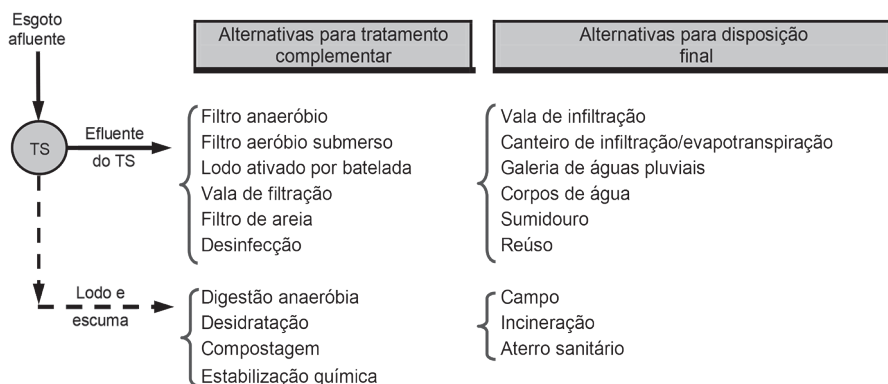 Esgoto
afluente
Alternativas para tratamento
complementar
Alternativas para disposição
final
TS
Efluente
do TS
Filtro anaeróbio
Filtro aeróbio submerso
Lodo ativado por batelada
Vala de filtração
Filtro de areia
Desinfecção
Vala de infiltração
Canteiro de infiltração/evapotranspiração
Galeria de águas pluviais
Corpos de água
Sumidouro
Reúso
Lodo e
escuma
Digestão anaeróbia
Desidratação
Compostagem
Estabilização química
Campo
Incineração
Aterro sanitário